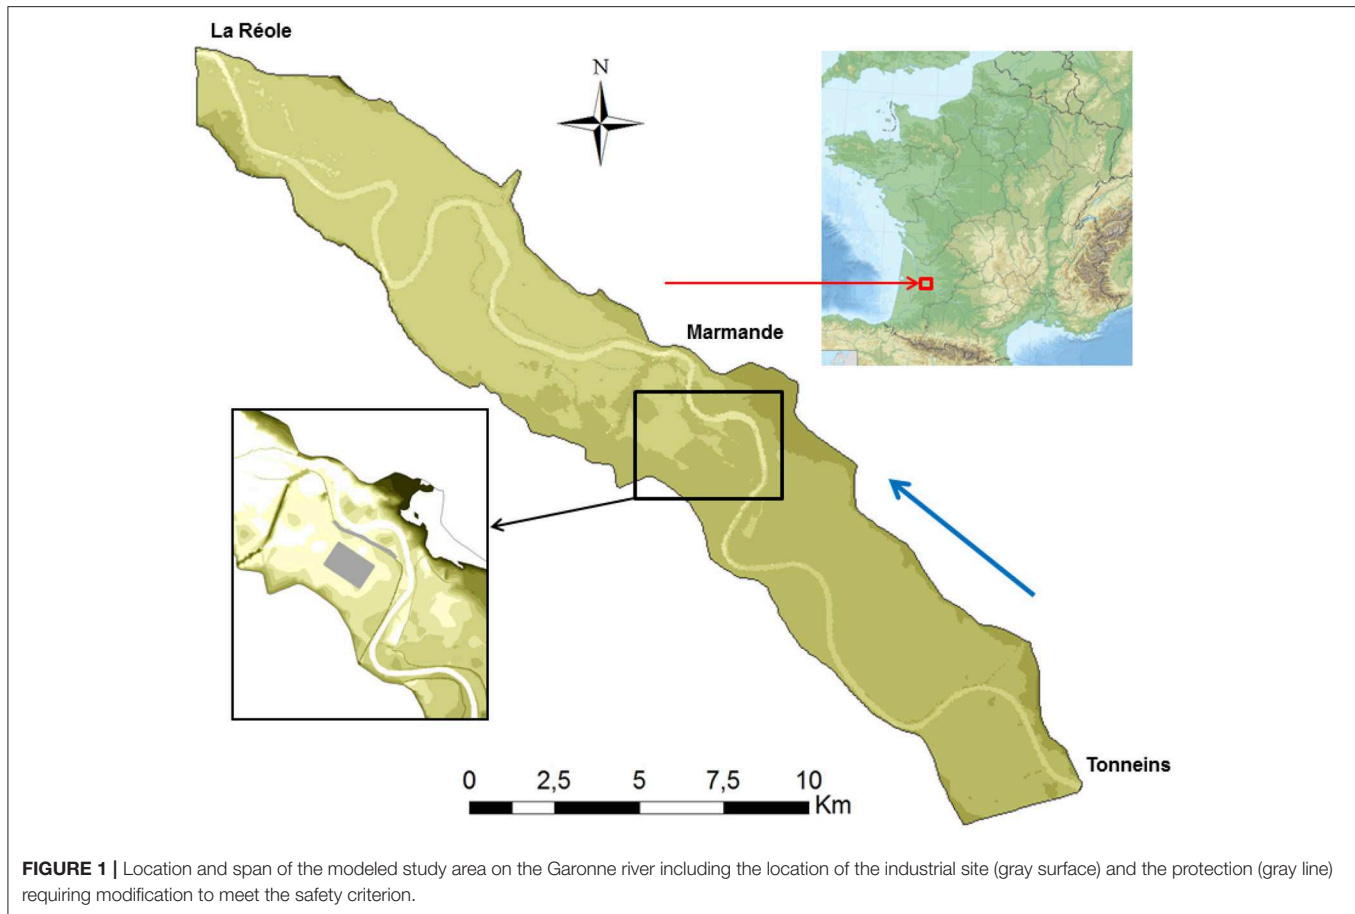 La Réole
N
Marmande
Tonneins
0 2,5 5 7,5 10
Km
FIGURE 1 | Location and span of the modeled study area on the Garonne river including the location of the industrial site (gray surface) and the protection (gray line)
requiring modification to meet the safety criterion.